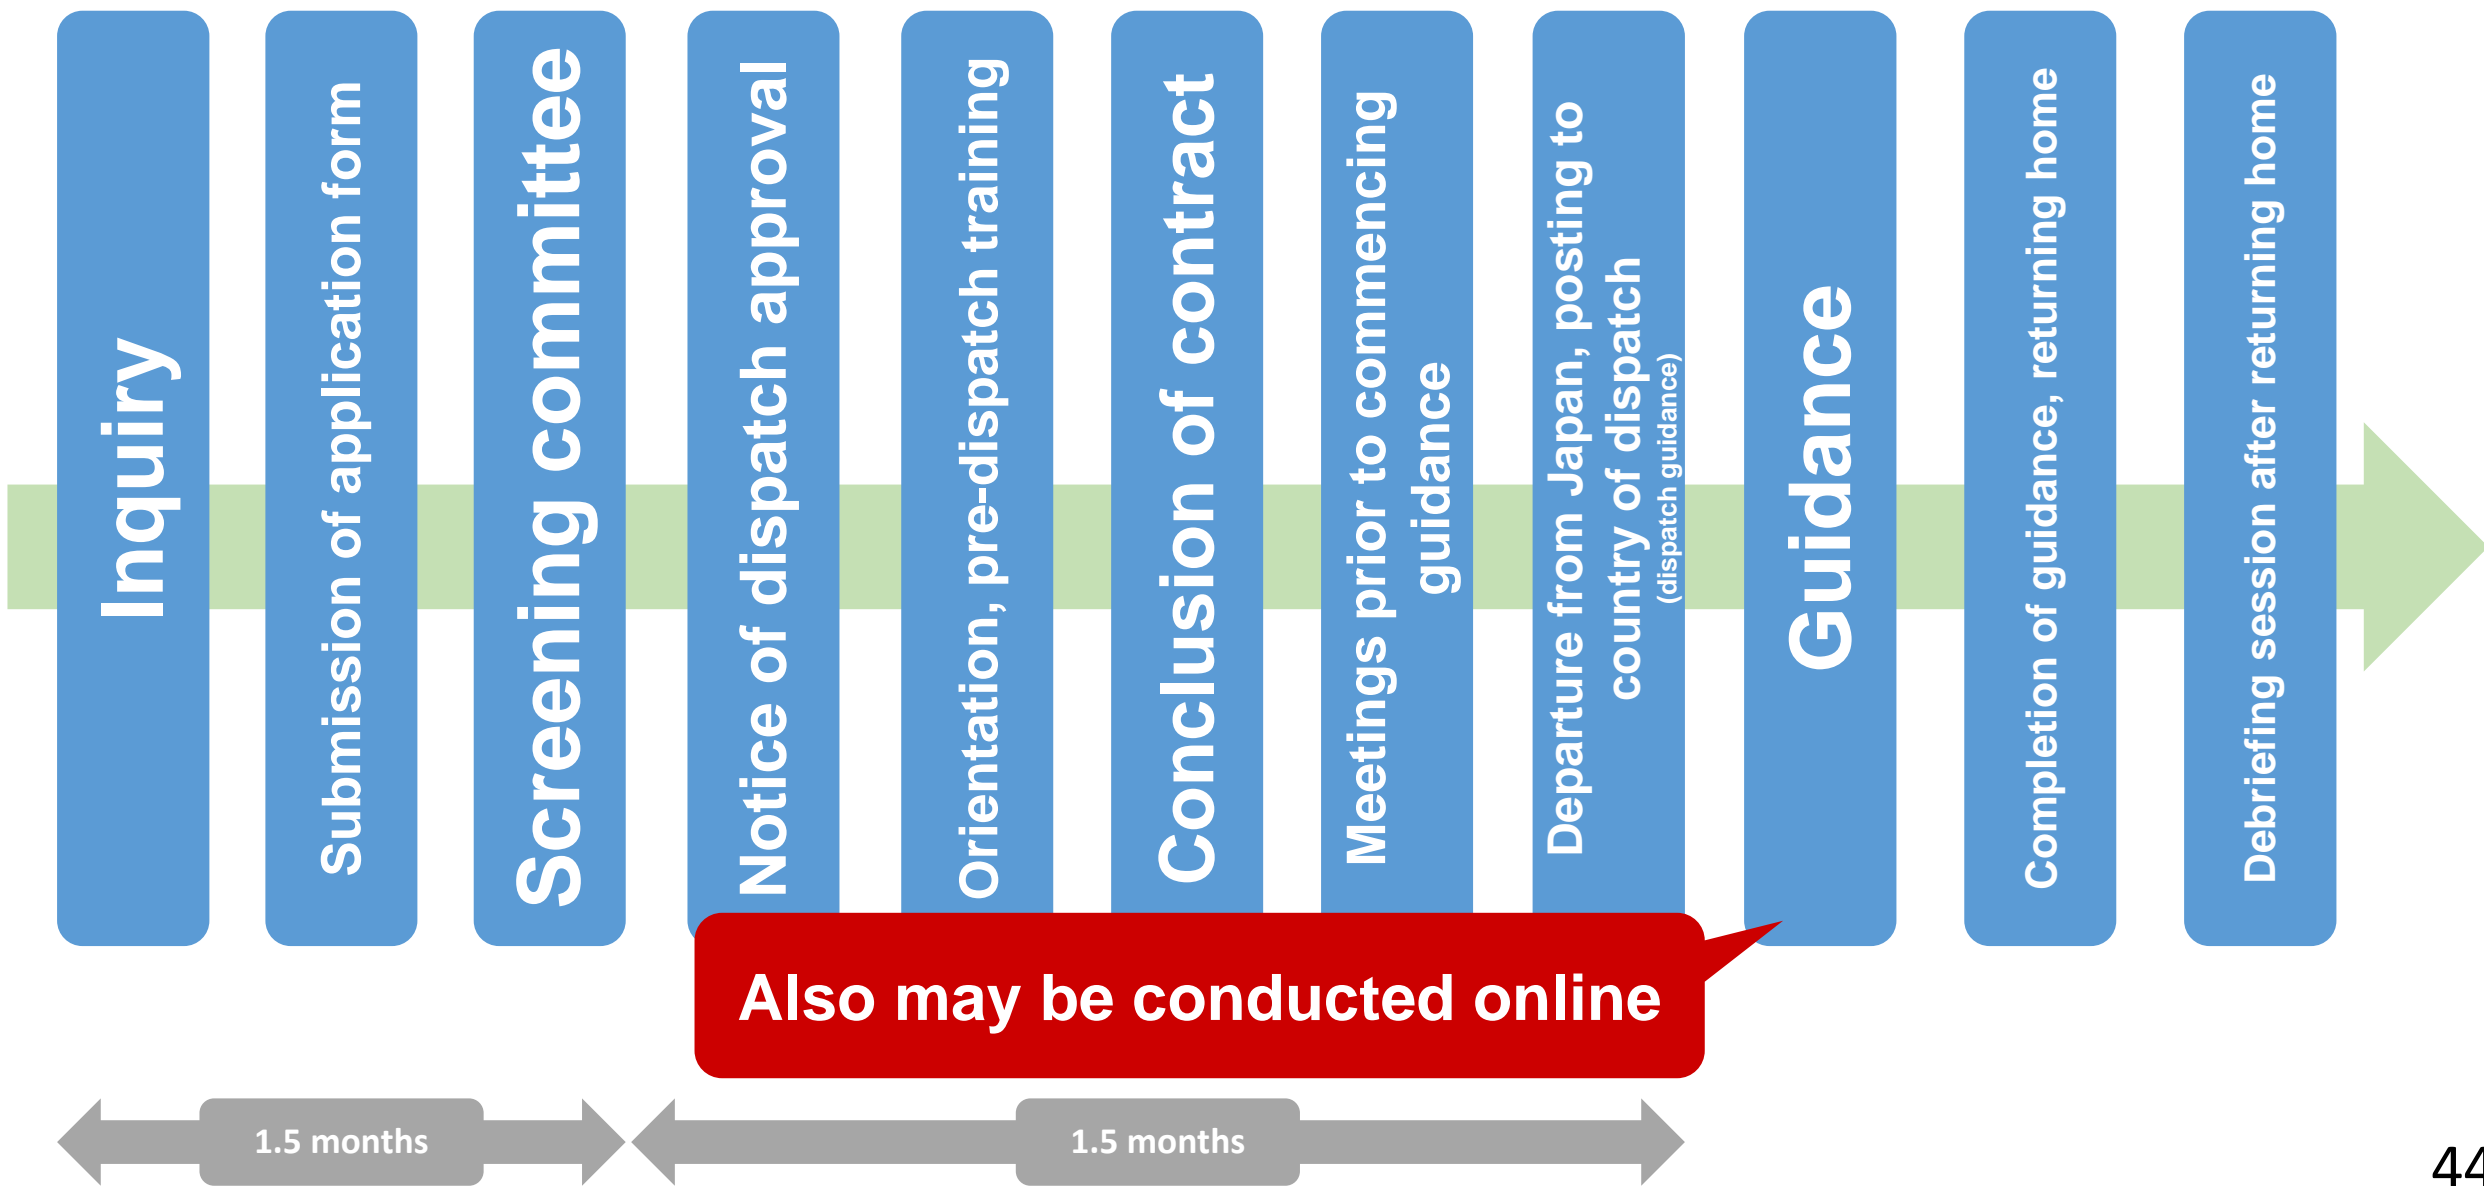 Inquiry
Submission of application form
Screening committee
Notice of dispatch approval
Orientation, pre-dispatch training
Conclusion of contract
Meetings prior to commencing
guidance
Departure from Japan, posting to
country of dispatch
(dispatch guidance)
Guidance
Completion of guidance, returning home
Debriefing session after returning home
Also may be conducted online
1.5 months
1.5 months
44